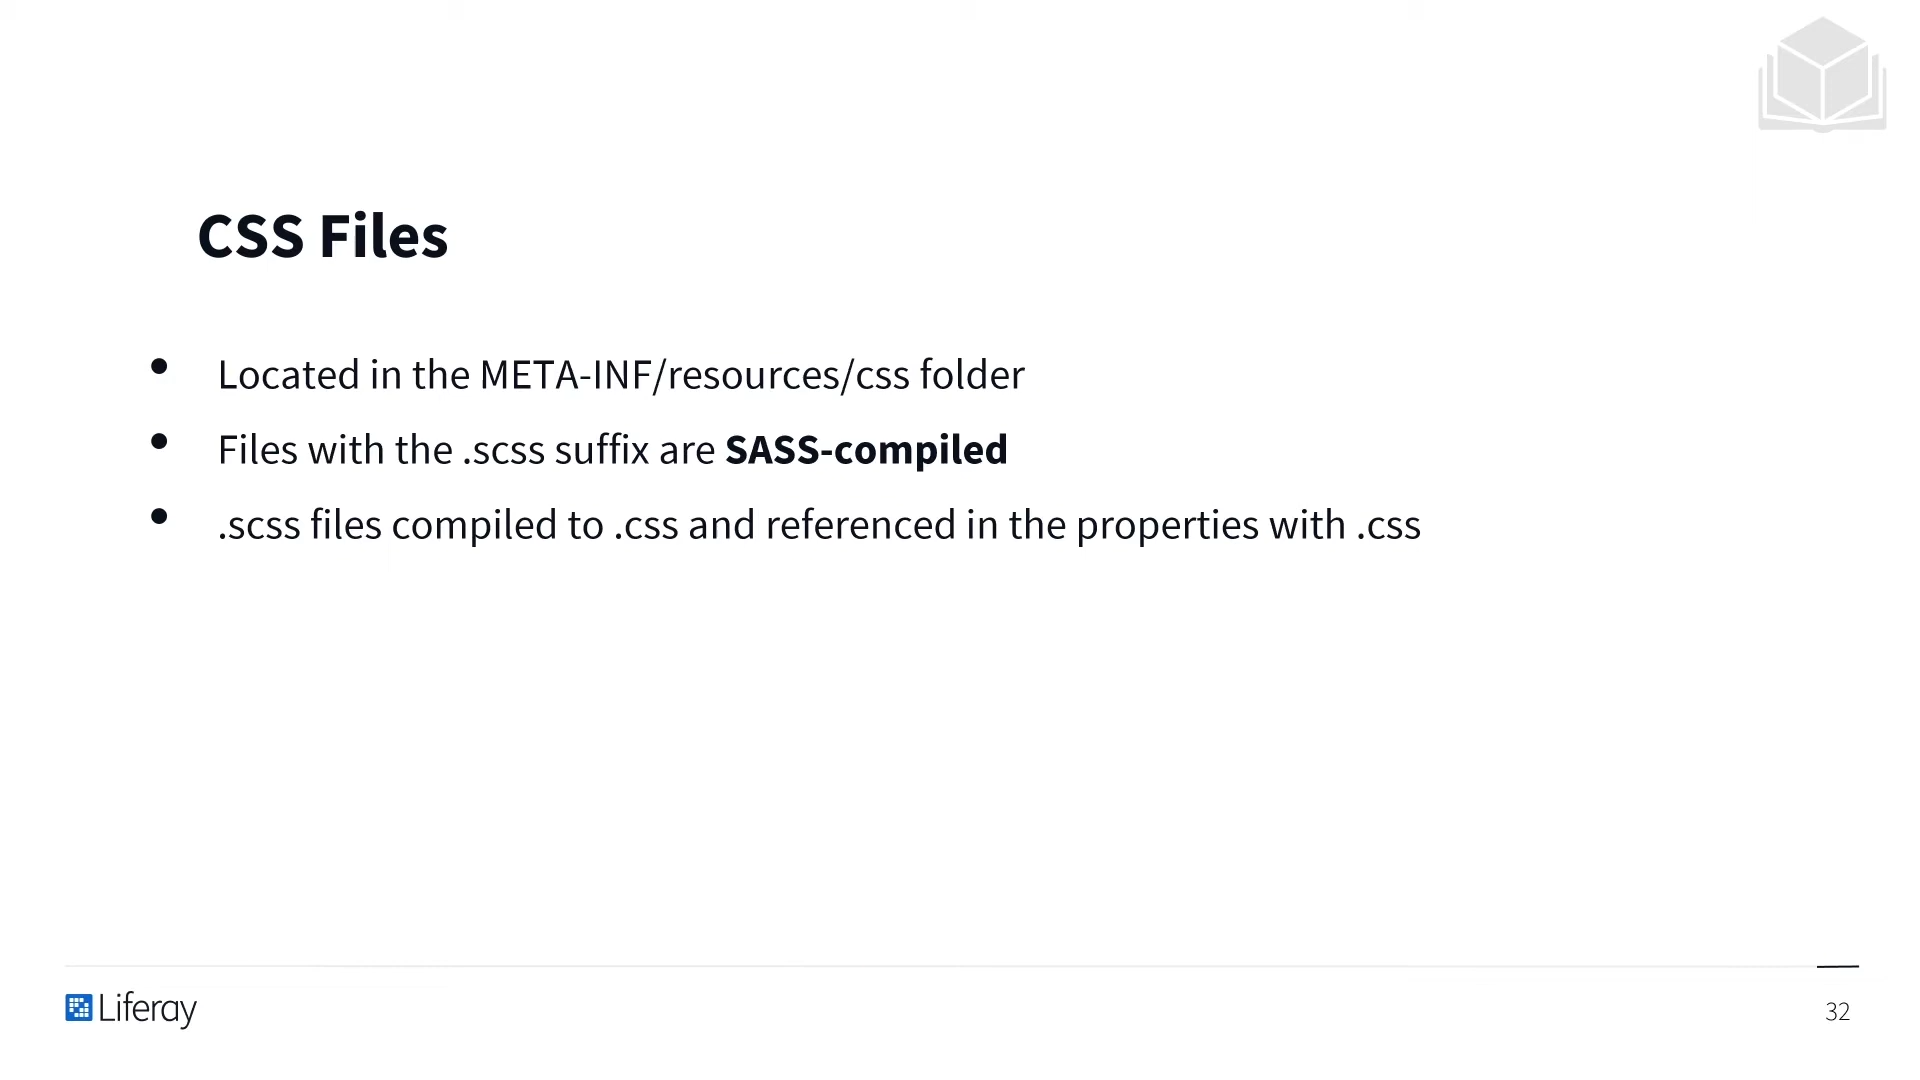 CSS Files
• Located in the META-INF/resources/css folder
• Files with the .scss suffix are SASS-compiled
• .scss files compiled to .css and referenced in the properties with .css
Liferay
32